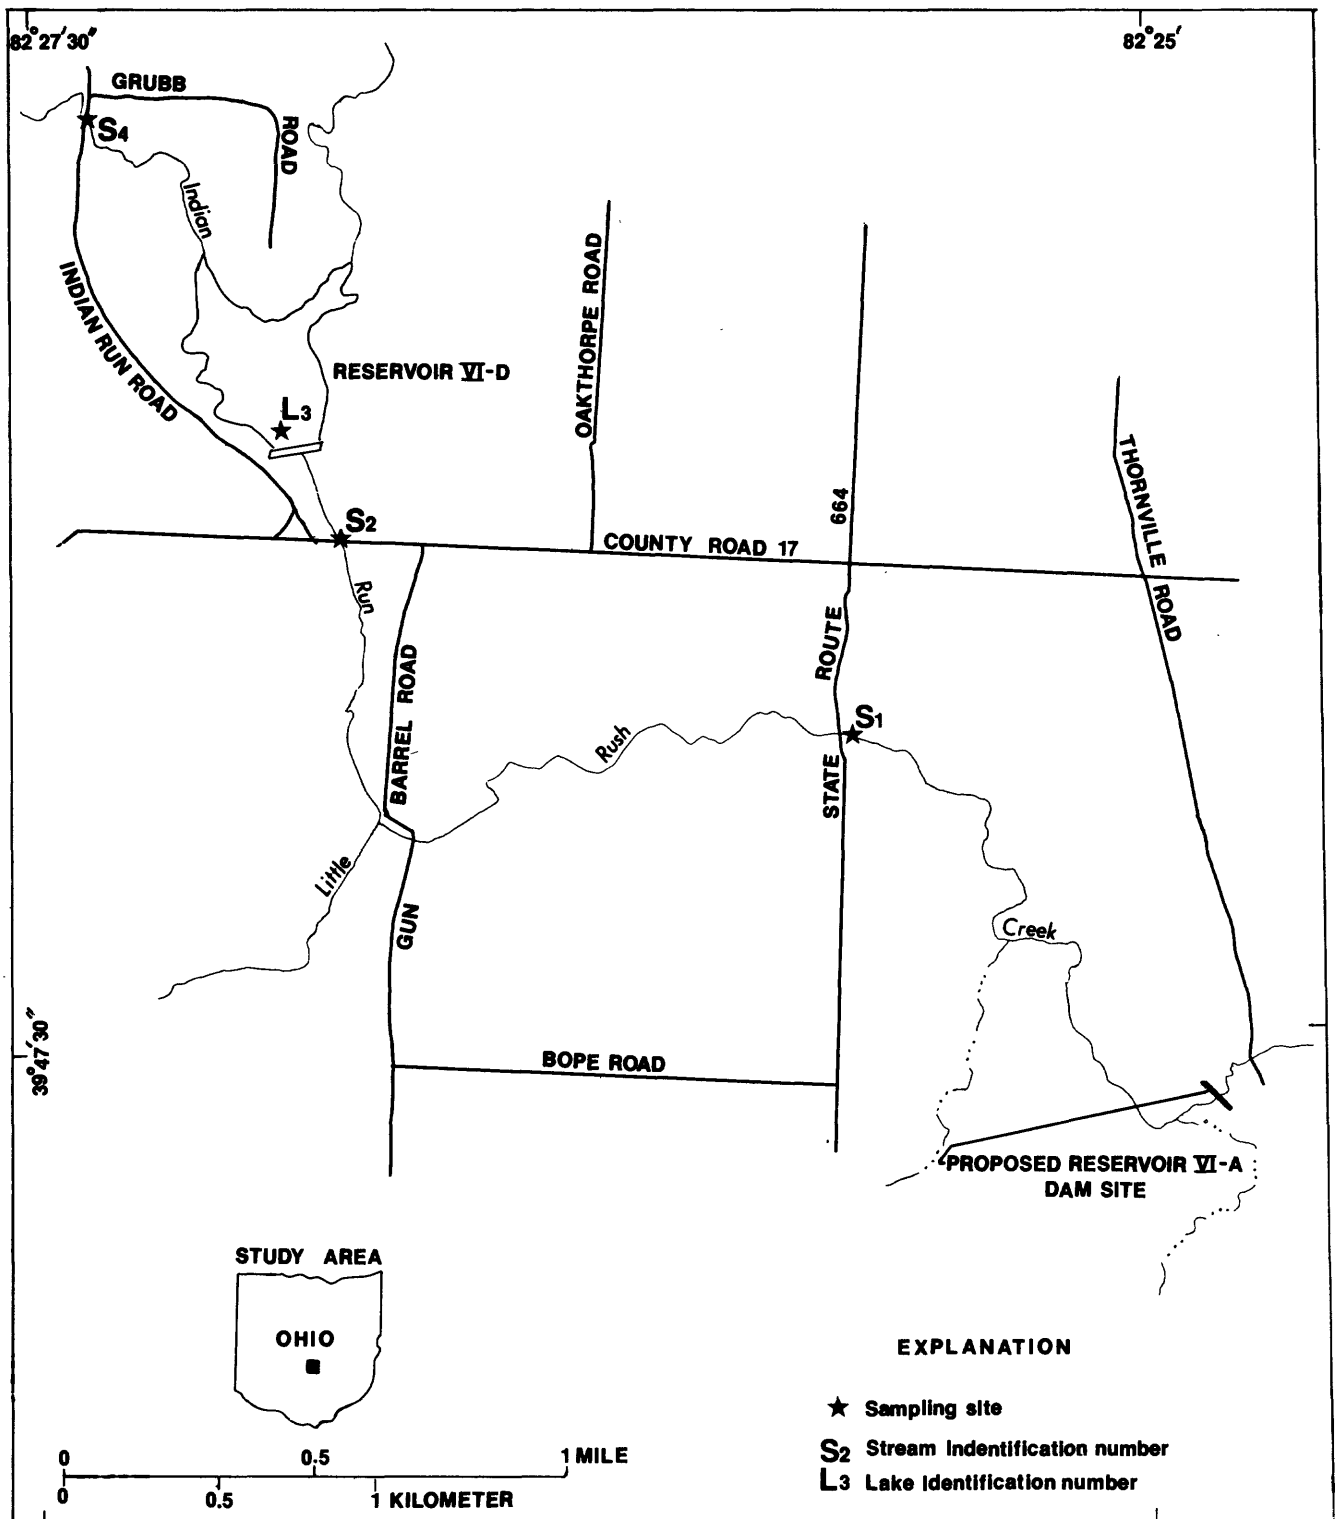 82°27'30"
82°25'
GRUBB
ROAD
S4
Indian
INDIAN RUN ROAD
OAKTHORPE ROAD
RESERVOIR VI-D
L3
664
THORNVILLE ROAD
S2
COUNTY ROAD 17
Run
ROUTE
BARREL ROAD
S1
Rush
STATE
Little
GUN
Creek
39°47'30"
BOPE ROAD
PROPOSED RESERVOIR VI-A
DAM SITE
STUDY AREA
OHIO
EXPLANATION
Sampling site
S2 Stream Indentification number
L3 Lake Identification number
0 0.5 1 MILE
0 0.5 1 KILOMETER